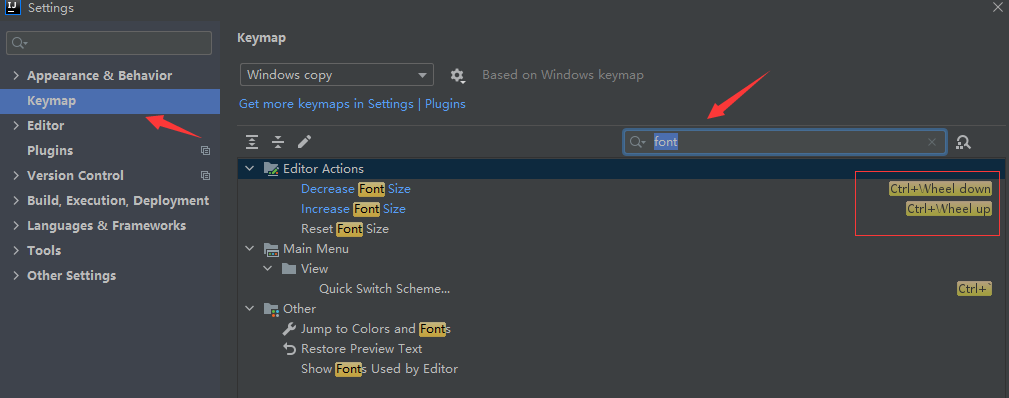 IJ
Settings
Appearance & Behavior
Keymap
Editor
Plugins
Version Control
Build, Execution, Deployment
Languages & Frameworks
Tools
Other Settings
Keymap
Windows copy
Based on Windows keymap
Get more keymaps in Settings | Plugins
font
Editor Actions
Decrease Font Size Ctrl+Wheel down
Increase Font Size Ctrl+Wheel up
Reset Font Size
Main Menu
View
Quick Switch Scheme... Ctrl+`
Other
Jump to Colors and Fonts
Restore Preview Text
Show Fonts Used by Editor